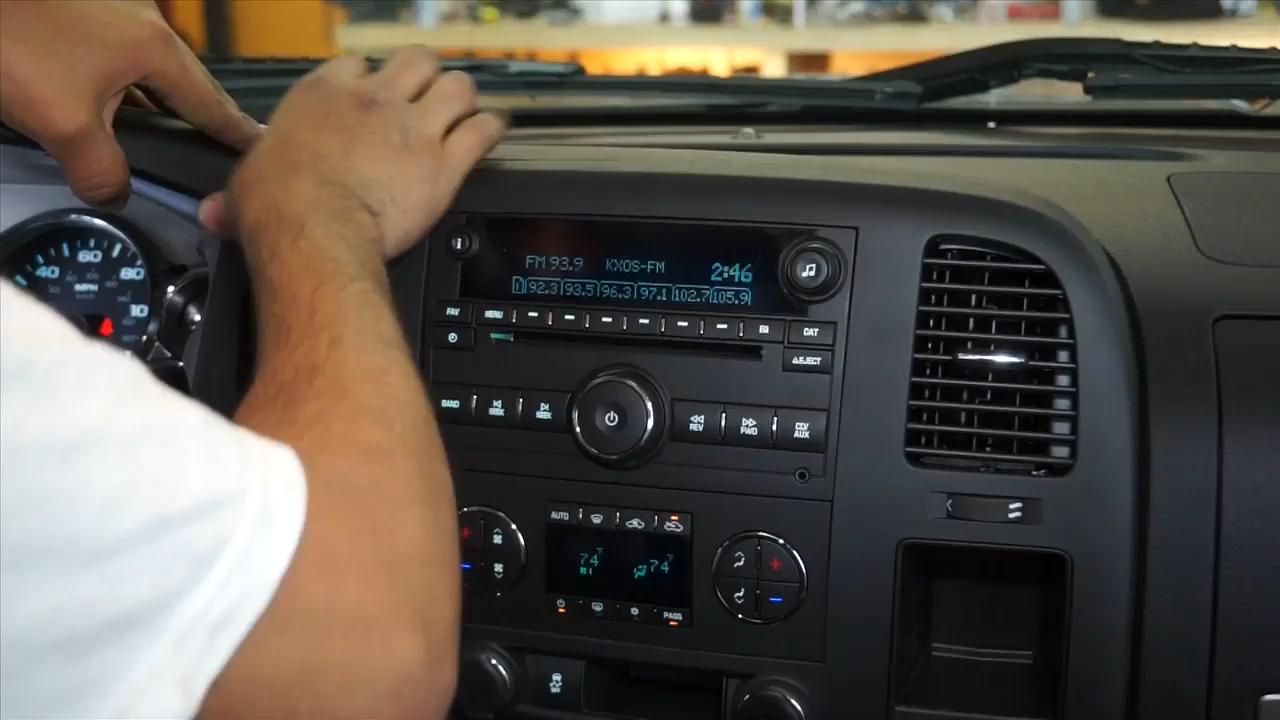 40 60 80
MPH
10
FM 93.9 KXOS-FM 2:46
1 92.3 93.5 96.3 97.1 102.7 105.9
FAV MENU CAT
EJECT
BAND SEEK SEEK REV FWD CD/AUX
AUTO
74°F 74°F
PASS